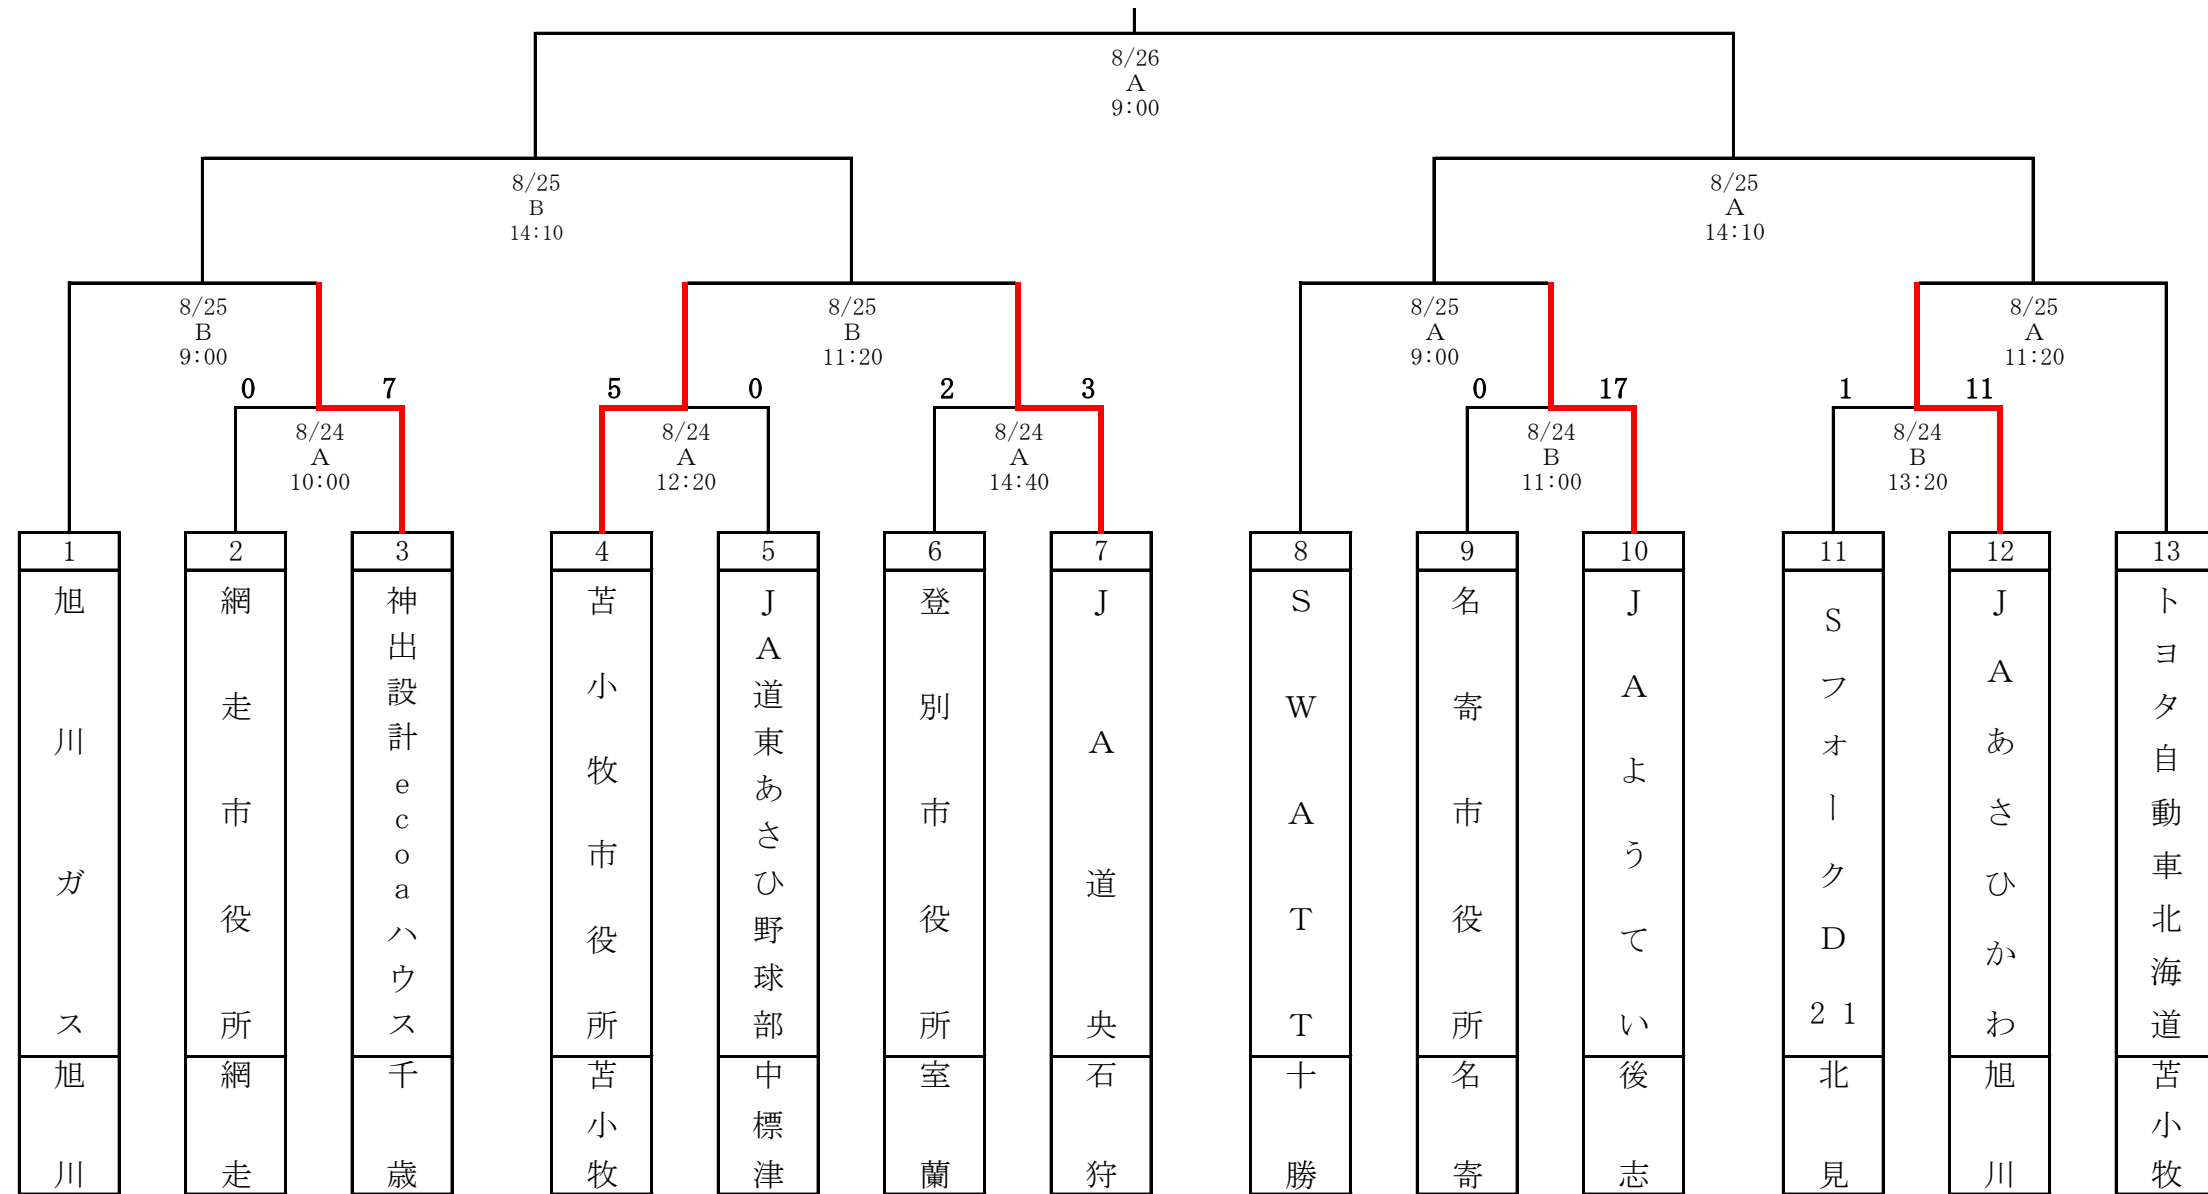 8/26
A
9:00
8/25
B
14:10
8/25
A
14:10
8/25
B
9:00
8/25
B
11:20
8/25
A
9:00
8/25
A
11:20
0 7
5 0
2 3
0 17
1 11
8/24
A
10:00
8/24
A
12:20
8/24
A
14:40
8/24
B
11:00
8/24
B
13:20
1
旭川ガス
旭川
2
網走市役所
網走
3
神出設計ecoaハウス
千歳
4
苫小牧市役所
苫小牧
5
JA道東あさひ野球部
中標津
6
登別市役所
室蘭
7
JA道央
石狩
8
SWATT
十勝
9
名寄市役所
名寄
10
JAようてい
後志
11
SフォークD21
北見
12
JAあさひかわ
旭川
13
トヨタ自動車北海道
苫小牧